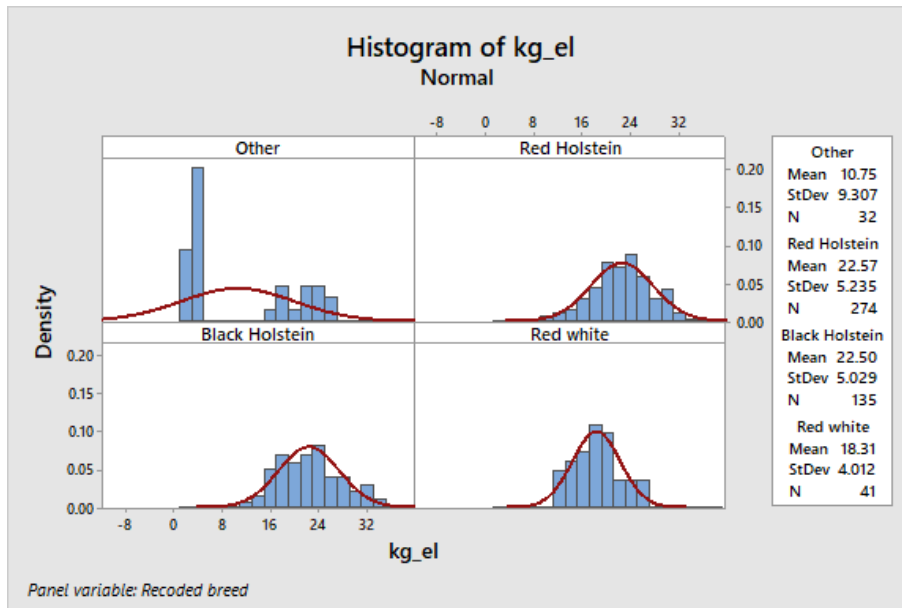 Histogram of kg_el
Normal
-8 0 8 16 24 32
Other Red Holstein
0.20
0.15
0.10
0.05
0.00
Density
Black Holstein Red white
0.20
0.15
0.10
0.05
0.00
-8 0 8 16 24 32
kg_el
Other
Mean 10.75
StDev 9.307
N 32
Red Holstein
Mean 22.57
StDev 5.235
N 274
Black Holstein
Mean 22.50
StDev 5.029
N 135
Red white
Mean 18.31
StDev 4.012
N 41
Panel variable: Recoded breed